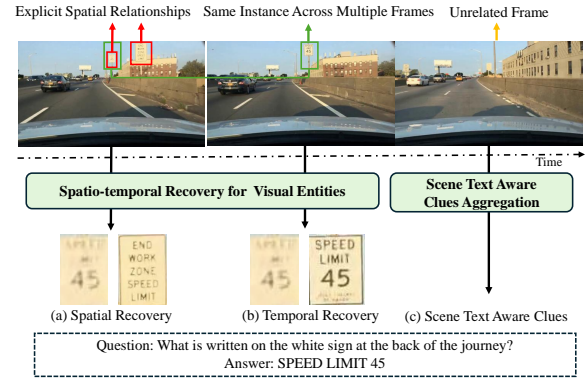 Explicit Spatial Relationships
Same Instance Across Multiple Frames
Unrelated Frame
Time
Spatio-temporal Recovery for Visual Entities
Scene Text Aware
Clues Aggregation
45
END
WORK
ZONE
SPEED
LIMIT
45
SPEED
LIMIT
45
(a) Spatial Recovery
(b) Temporal Recovery
(c) Scene Text Aware Clues
Question: What is written on the white sign at the back of the journey?
Answer: SPEED LIMIT 45